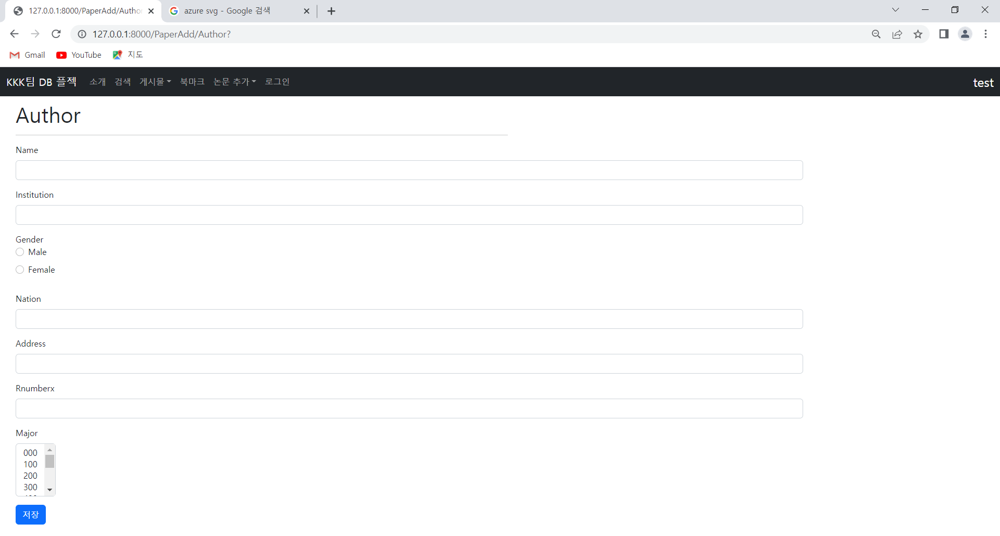 127.0.0.1:8000/PaperAdd/Autho
azure svg - Google 검색
127.0.0.1:8000/PaperAdd/Author?
Gmail YouTube 지도
KKK팀 DB 플젝 소개 검색 게시물 북마크 논문 추가 로그인 test
Author
Name
Institution
Gender
Male
Female
Nation
Address
Rnumberx
Major
000
100
200
300
저장